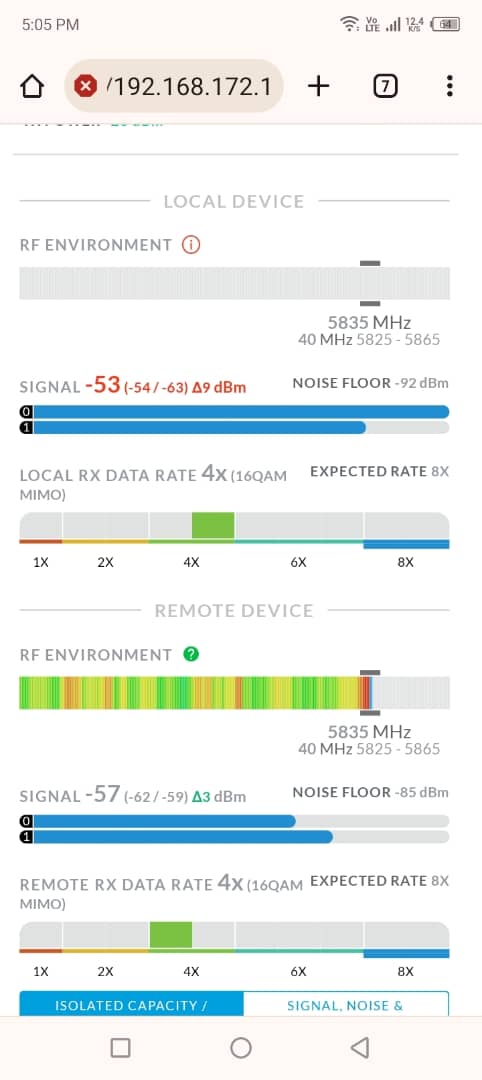 5:05 PM
Vo LTE 12.4 K/S 64
/192.168.172.1
7
LOCAL DEVICE
RF ENVIRONMENT
5835 MHz
40 MHz 5825 - 5865
SIGNAL -53 (-54 / -63) Δ9 dBm NOISE FLOOR -92 dBm
0
1
LOCAL RX DATA RATE 4X (16QAM MIMO) EXPECTED RATE 8X
1X 2X 4X 6X 8X
REMOTE DEVICE
RF ENVIRONMENT ?
5835 MHz
40 MHz 5825 - 5865
SIGNAL -57 (-62 / -59) Δ3 dBm NOISE FLOOR -85 dBm
0
1
REMOTE RX DATA RATE 4X (16QAM MIMO) EXPECTED RATE 8X
1X 2X 4X 6X 8X
ISOLATED CAPACITY / SIGNAL, NOISE &